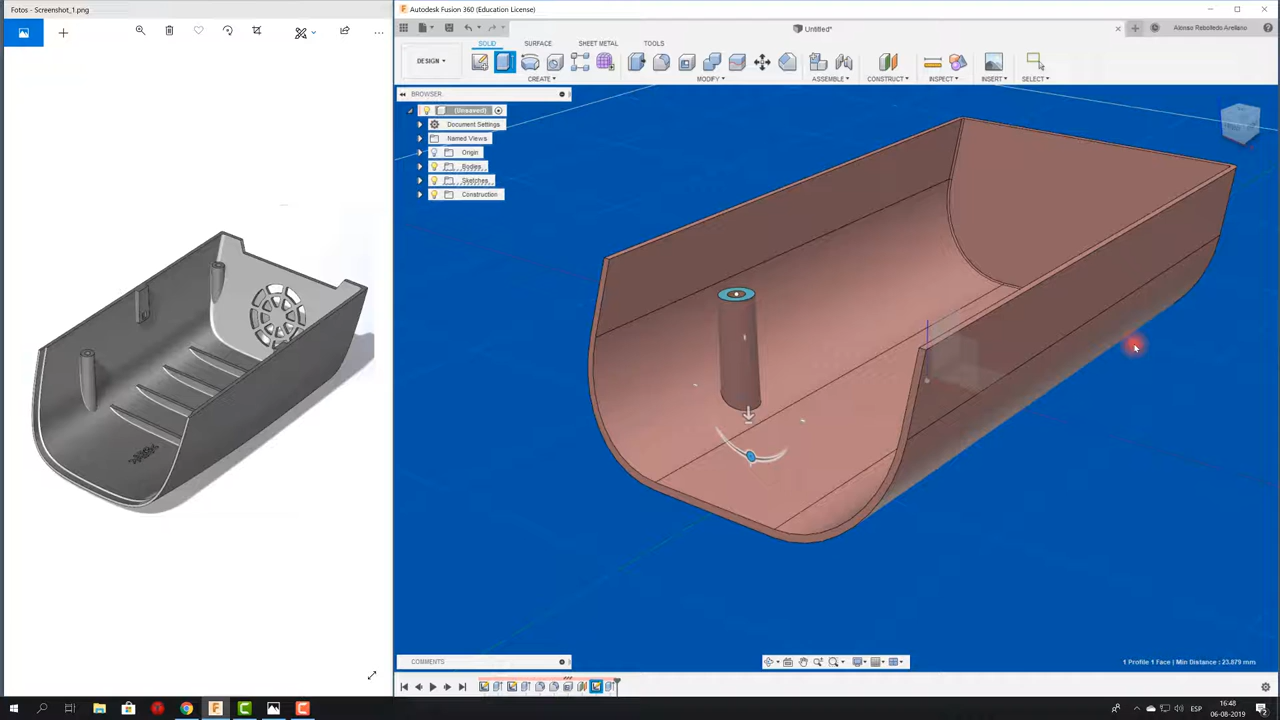 Fotos - Screenshot_1.png
Autodesk Fusion 360 (Education License)
Untitled*
Alonso Rebolledo Arellano
SOLID
SURFACE
SHEET METAL
TOOLS
DESIGN
CREATE
MODIFY
ASSEMBLE
CONSTRUCT
INSPECT
INSERT
SELECT
BROWSER
(Unsaved)
Document Settings
Named Views
Origin
Bodies
Sketches
Construction
COMMENTS
1 Profile 1 Face | Min Distance : 23.879 mm
ESP
16:48
06-08-2019